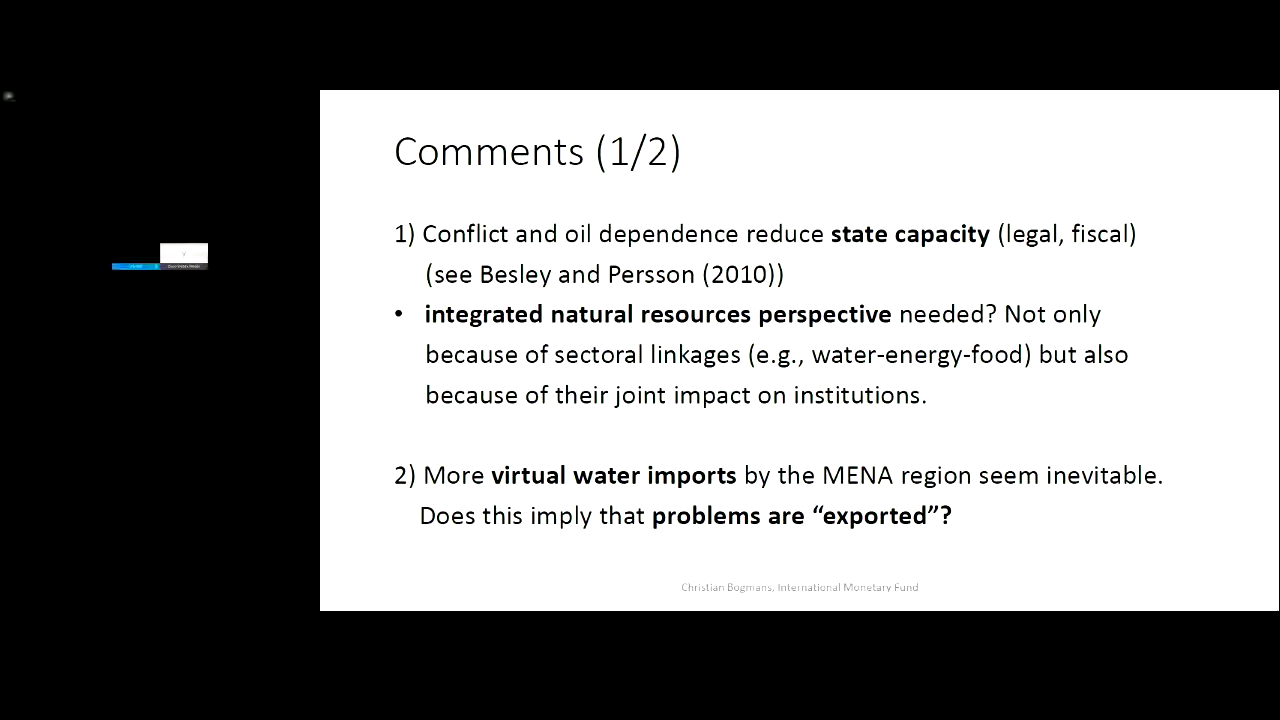 Comments (1/2)
1) Conflict and oil dependence reduce state capacity (legal, fiscal)
(see Besley and Persson (2010))
• integrated natural resources perspective needed? Not only
because of sectoral linkages (e.g., water-energy-food) but also
because of their joint impact on institutions.
2) More virtual water imports by the MENA region seem inevitable.
Does this imply that problems are “exported”?
Christian Bogmans, International Monetary Fund